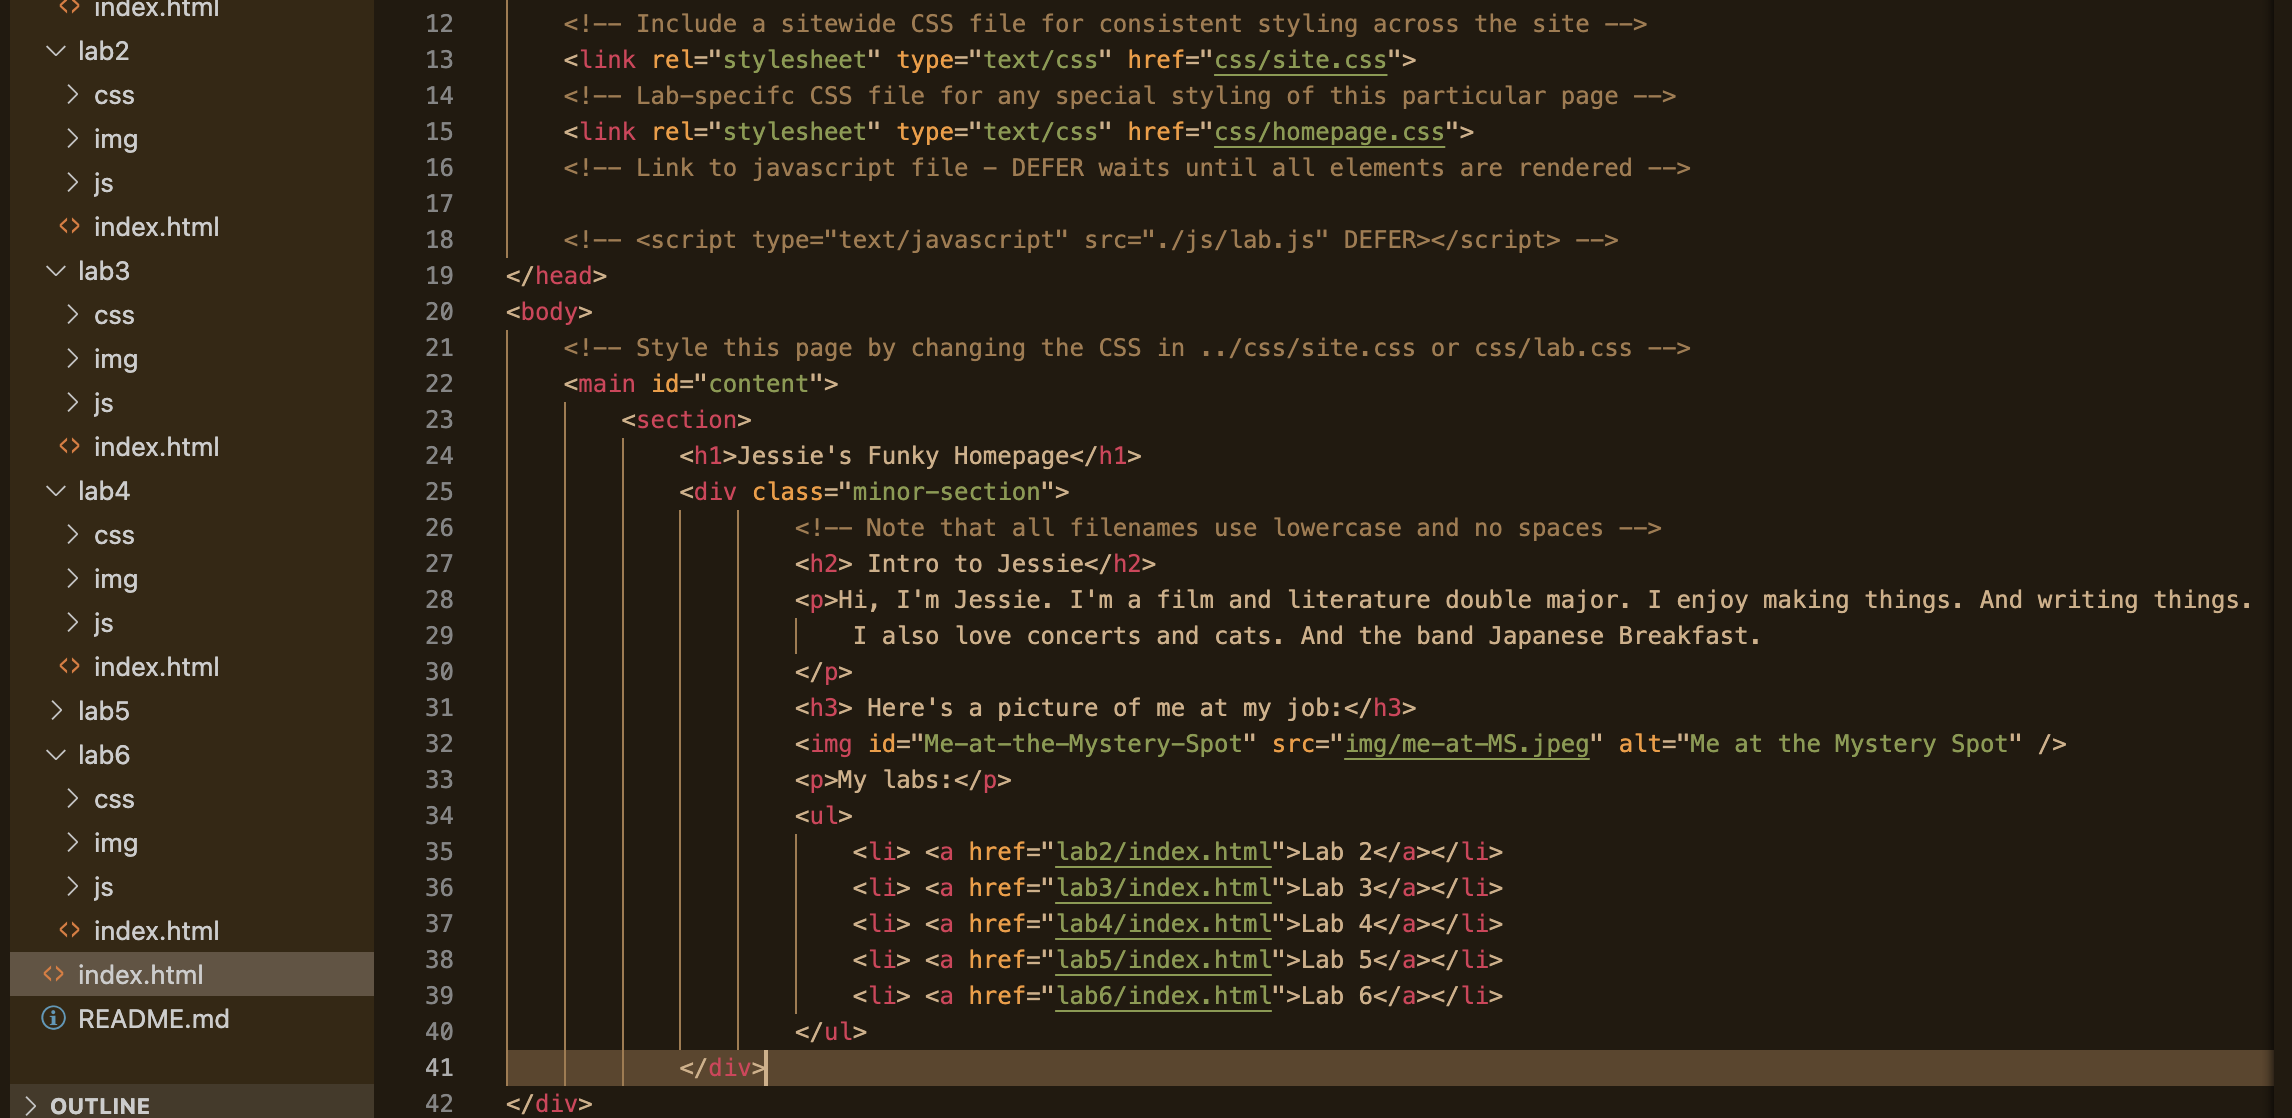 index.html
lab2
css
img
js
index.html
lab3
css
img
js
index.html
lab4
css
img
js
index.html
lab5
lab6
css
img
js
index.html
index.html
README.md
OUTLINE
12 <!-- Include a sitewide CSS file for consistent styling across the site -->
13 <link rel="stylesheet" type="text/css" href="css/site.css">
14 <!-- Lab-specifc CSS file for any special styling of this particular page -->
15 <link rel="stylesheet" type="text/css" href="css/homepage.css">
16 <!-- Link to javascript file - DEFER waits until all elements are rendered -->
17
18 <!-- <script type="text/javascript" src="./js/lab.js" DEFER></script> -->
19 </head>
20 <body>
21 <!-- Style this page by changing the CSS in ../css/site.css or css/lab.css -->
22 <main id="content">
23 <section>
24 <h1>Jessie's Funky Homepage</h1>
25 <div class="minor-section">
26 <!-- Note that all filenames use lowercase and no spaces -->
27 <h2> Intro to Jessie</h2>
28 <p>Hi, I'm Jessie. I'm a film and literature double major. I enjoy making things. And writing things.
29 I also love concerts and cats. And the band Japanese Breakfast.
30 </p>
31 <h3> Here's a picture of me at my job:</h3>
32 <img id="Me-at-the-Mystery-Spot" src="img/me-at-MS.jpeg" alt="Me at the Mystery Spot" />
33 <p>My labs:</p>
34 <ul>
35 <li> <a href="lab2/index.html">Lab 2</a></li>
36 <li> <a href="lab3/index.html">Lab 3</a></li>
37 <li> <a href="lab4/index.html">Lab 4</a></li>
38 <li> <a href="lab5/index.html">Lab 5</a></li>
39 <li> <a href="lab6/index.html">Lab 6</a></li>
40 </ul>
41 </div>
42 </div>